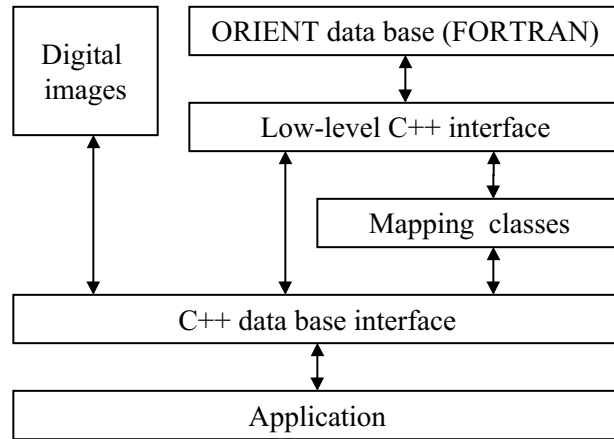 Digital
images
ORIENT data base (FORTRAN)
Low-level C++ interface
Mapping classes
C++ data base interface
Application